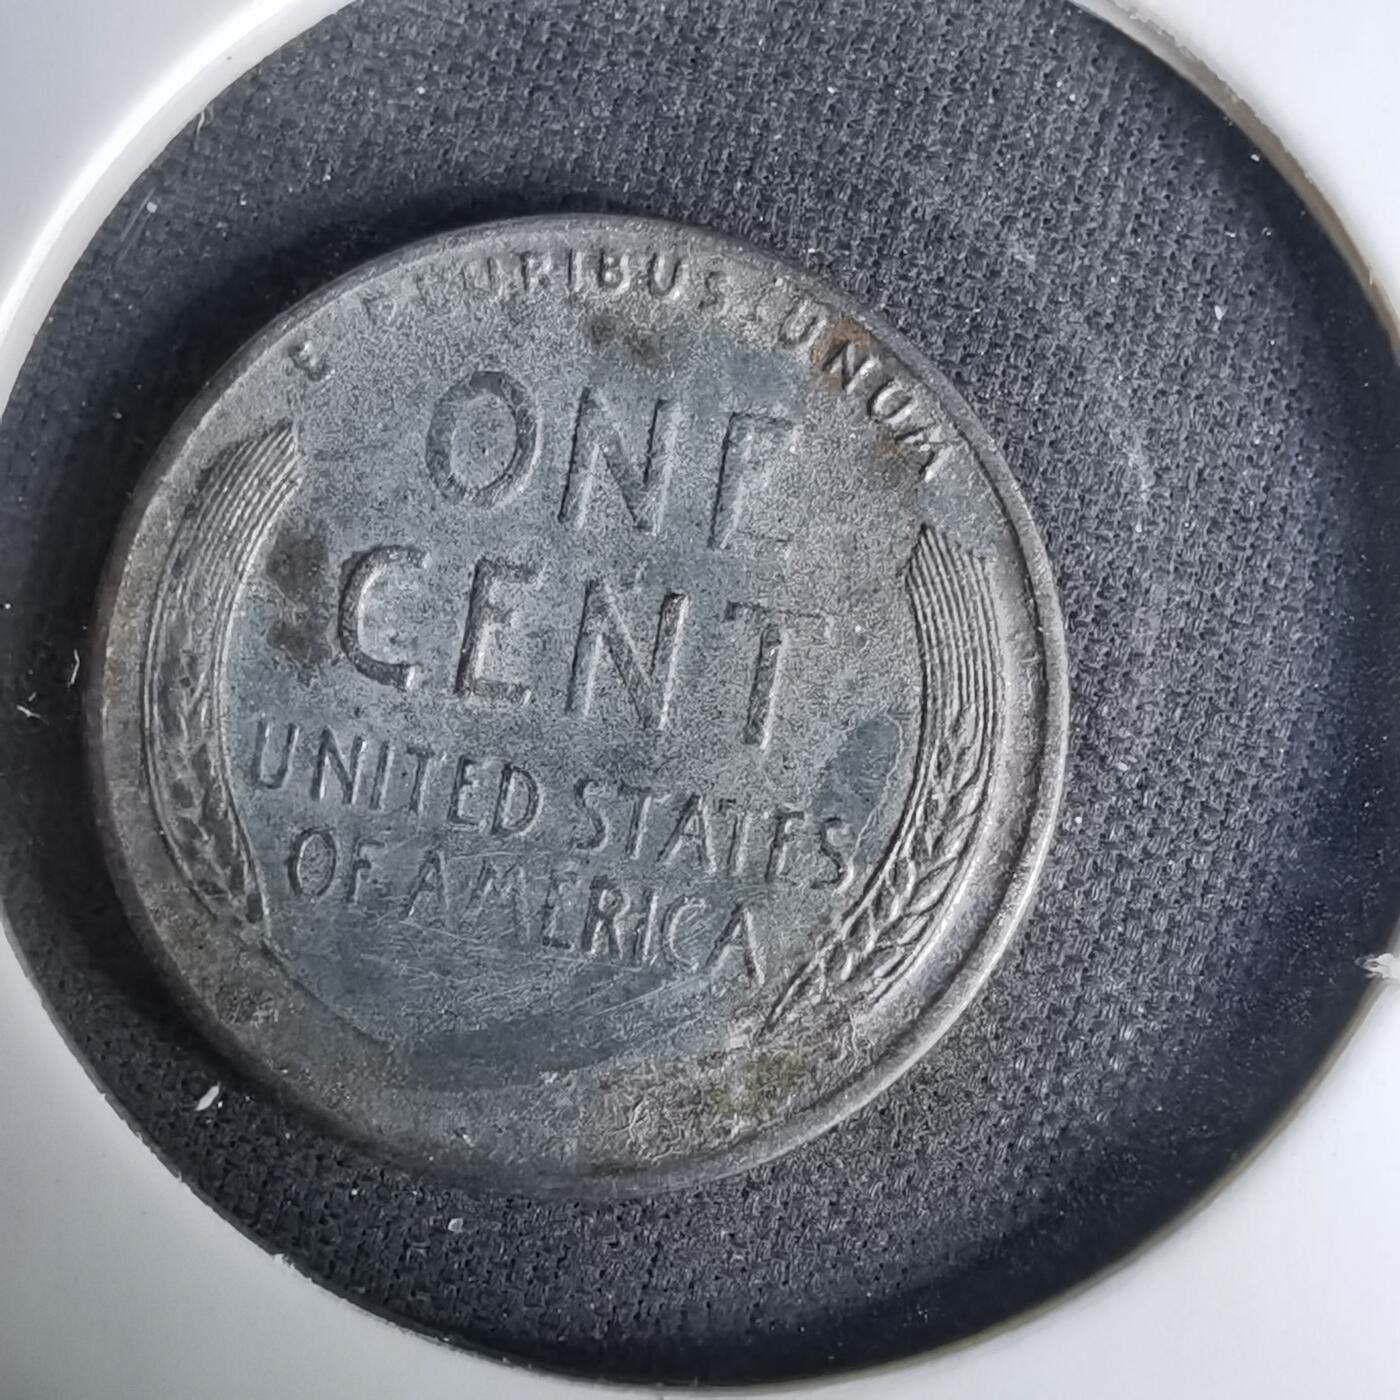 E PLURIBUS UNUM
ONE
CENT
UNITED STATES
OF AMERICA